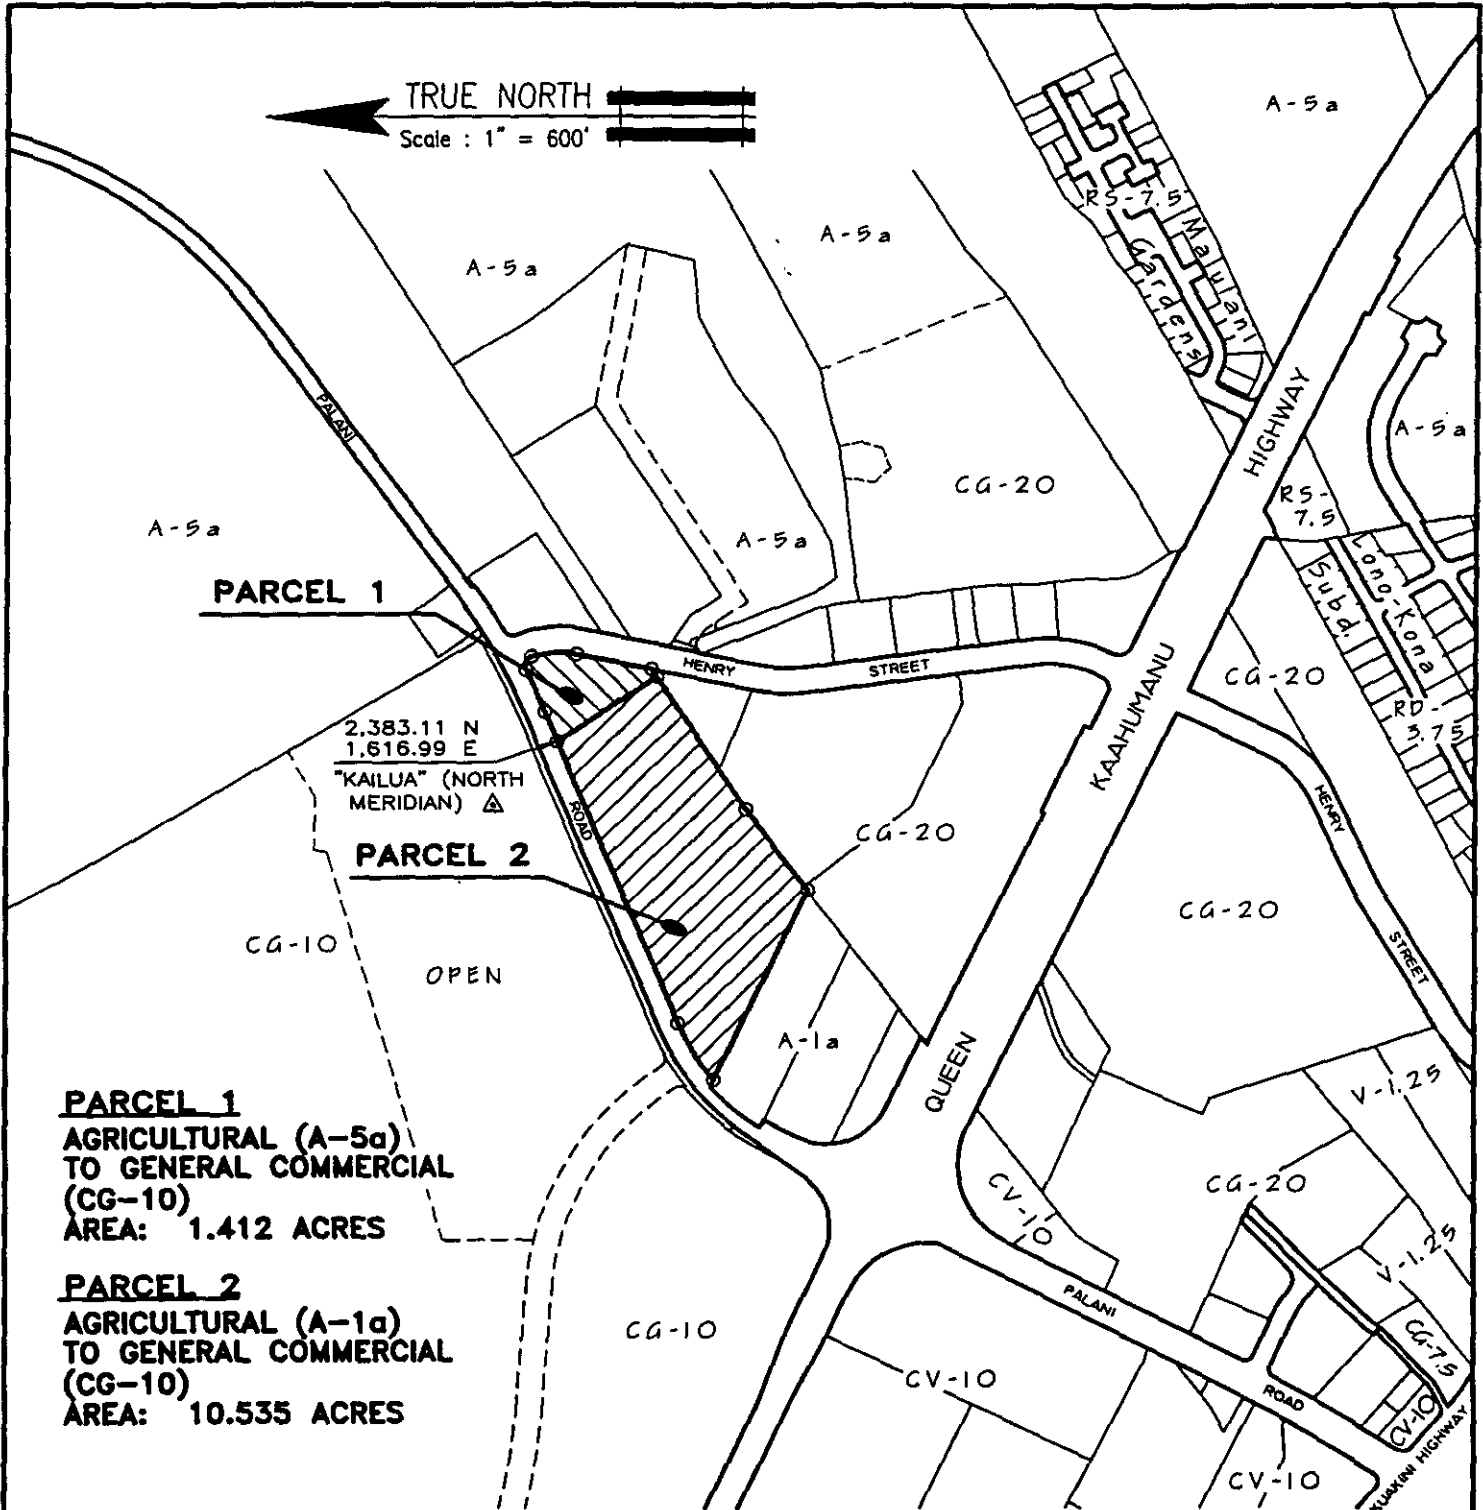 TRUE NORTH
Scale : 1" = 600'
A-5a
RS-7.5
Maulani
Gardens
A-5a
A-5a
HIGHWAY
PALANI
A-5a
CG-20
RS-
7.5
A-5a
A-5a
PARCEL 1
Lono-Kona
Subd.
HENRY
STREET
KAAHUMANU
CG-20
RD-
3.75
2,383.11 N
1,616.99 E
"KAILUA" (NORTH
MERIDIAN)
ROAD
HENRY
CG-20
PARCEL 2
CG-20
STREET
CG-10
OPEN
A-1a
QUEEN
V-1.25
PARCEL 1
AGRICULTURAL (A-5a)
TO GENERAL COMMERCIAL
(CG-10)
AREA: 1.412 ACRES
CV-10
CG-20
V-1.25
PARCEL 2
AGRICULTURAL (A-1a)
TO GENERAL COMMERCIAL
(CG-10)
AREA: 10.535 ACRES
PALANI
CG-10
CG-7.5
CV-10
ROAD
CV-10
CV-10
KUAKINI HIGHWAY